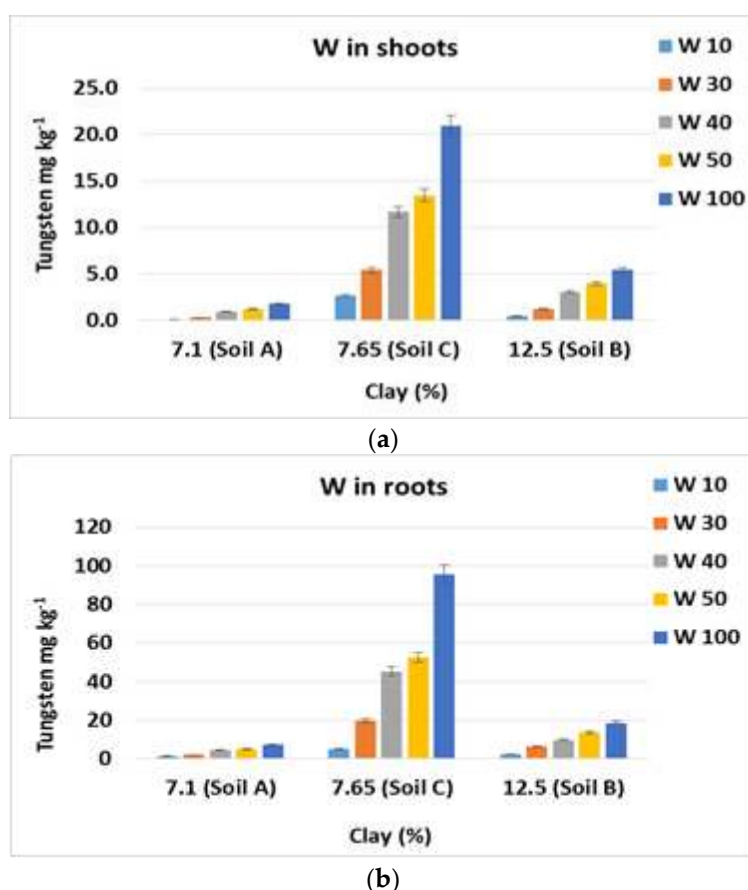 W in shoots
25.0
20.0
15.0
10.0
5.0
0.0
Tungsten mg kg⁻¹
7.1 (Soil A) 7.65 (Soil C) 12.5 (Soil B)
Clay (%)
W 10
W 30
W 40
W 50
W 100
(a)
W in roots
120
100
80
60
40
20
0
Tungsten mg kg⁻¹
7.1 (Soil A) 7.65 (Soil C) 12.5 (Soil B)
Clay (%)
W 10
W 30
W 40
W 50
W 100
(b)